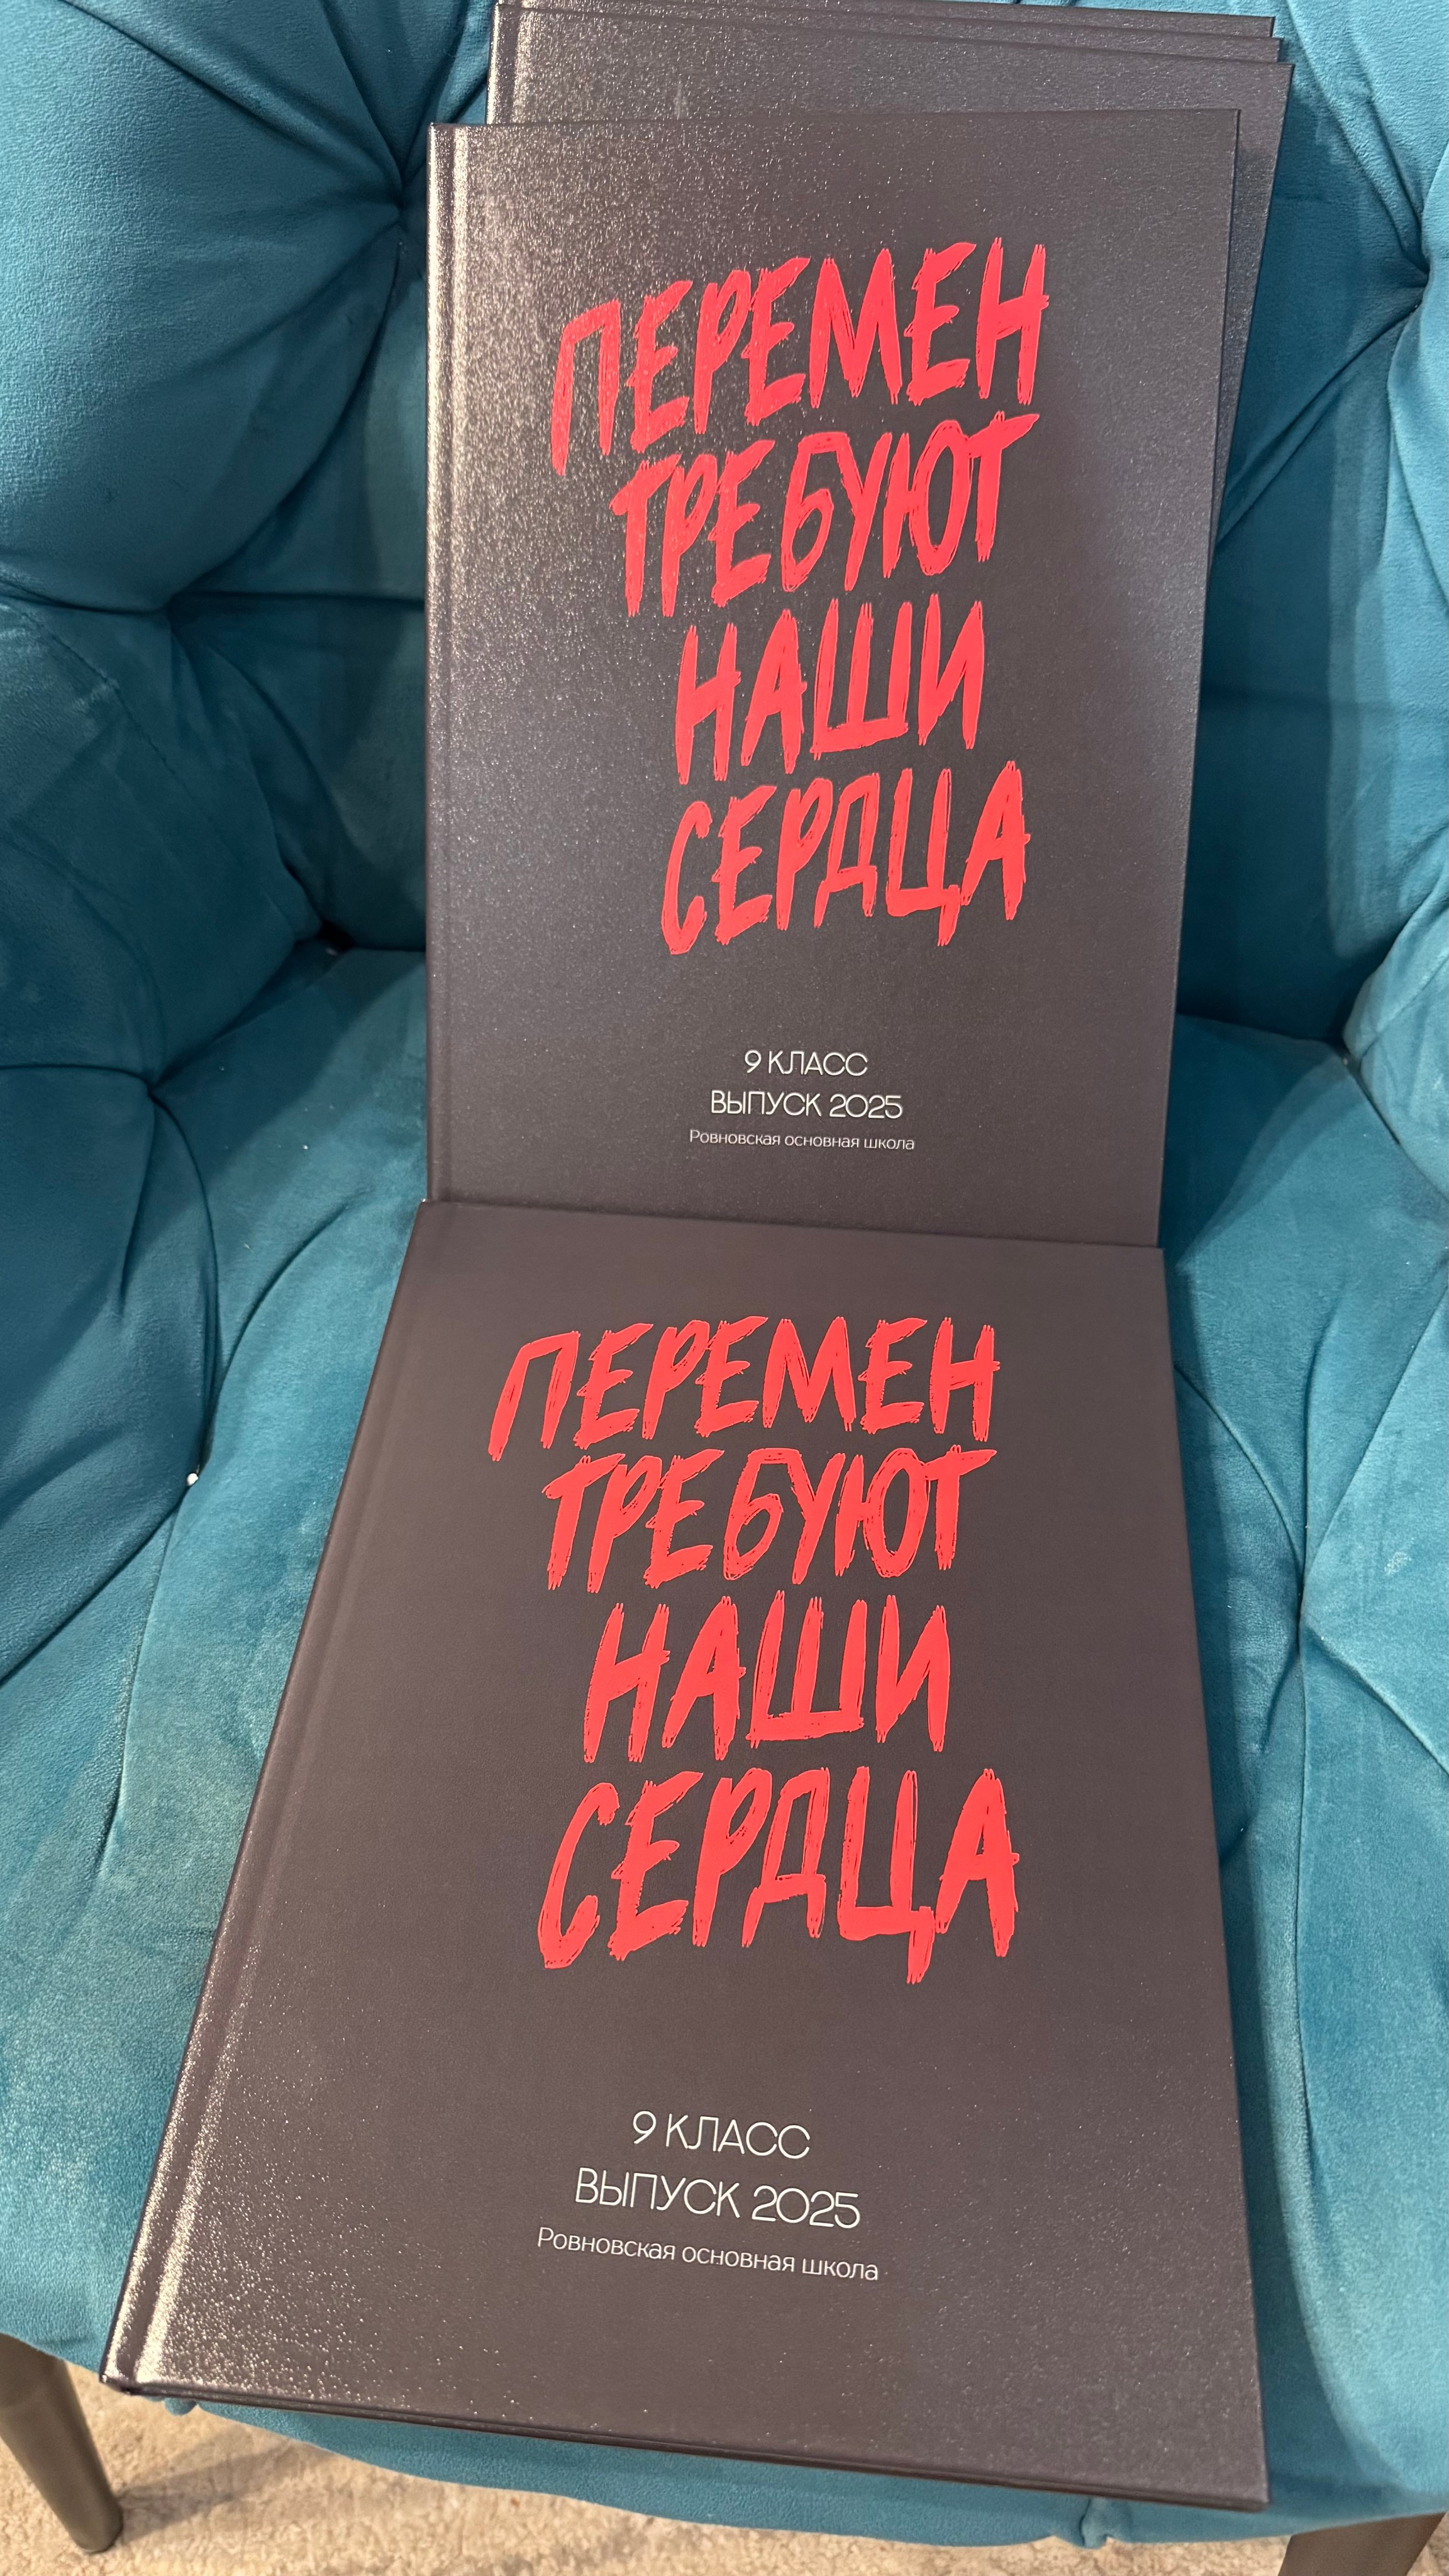 ПЕРЕМЕН
ТРЕБУЮТ
НАШИ
СЕРДЦА
9 КЛАСС
ВЫПУСК 2025
Ровновская основная школа
ПЕРЕМЕН
ТРЕБУЮТ
НАШИ
СЕРДЦА
9 КЛАСС
ВЫПУСК 2025
Ровновская основная школа